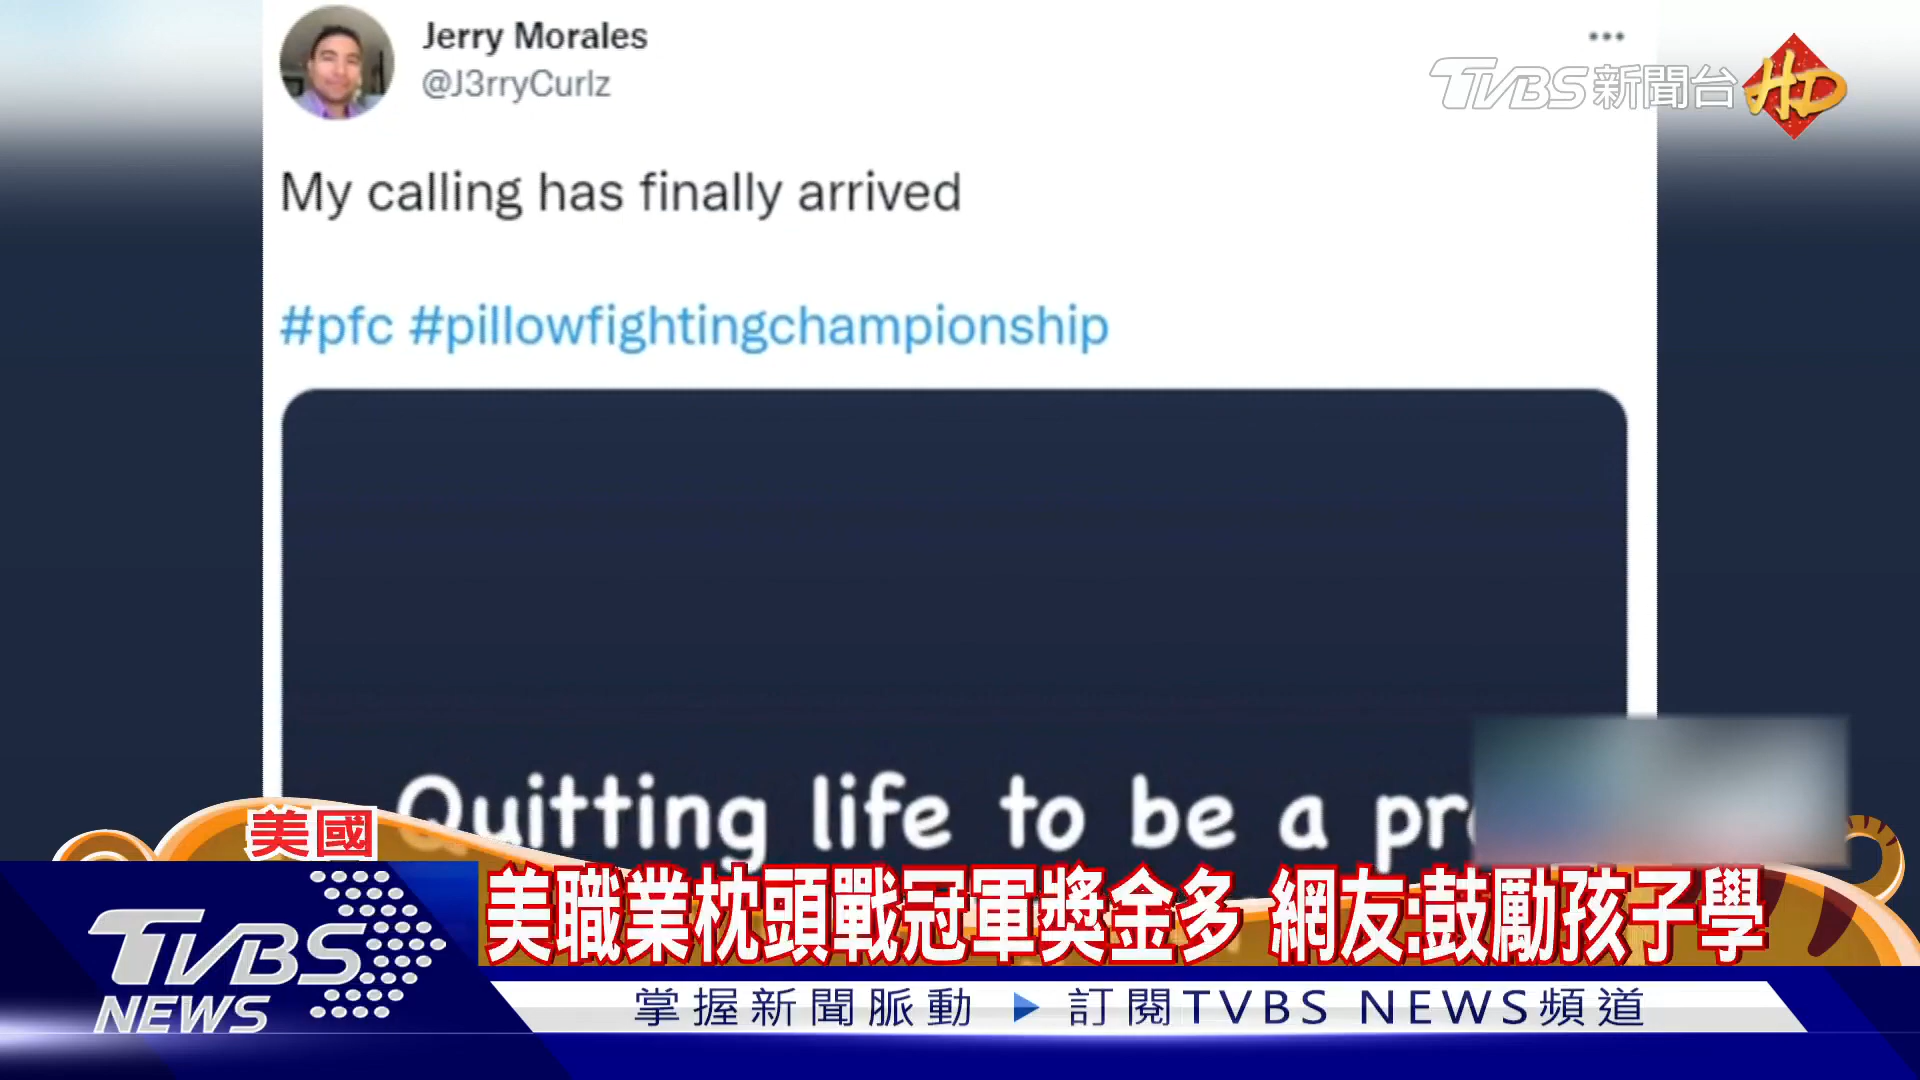 Jerry Morales
@J3rryCurlz
TVBS新聞台 HD
My calling has finally arrived
#pfc #pillowfightingchampionship
Quitting life to be a
美國
美職業枕頭戰冠軍獎金多 網友:鼓勵孩子學
TVBS NEWS
掌握新聞脈動 ▶ 訂閱TVBS NEWS頻道